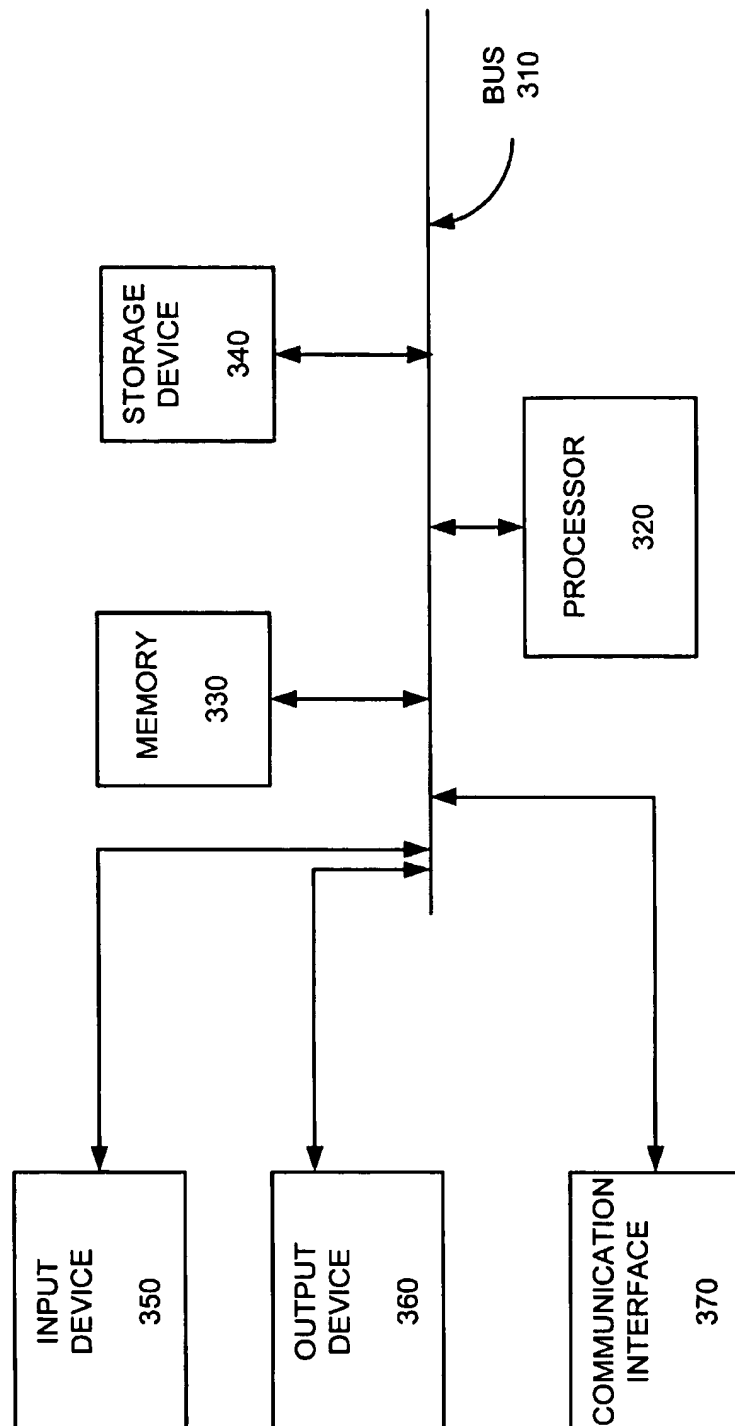 INPUT
DEVICE
350
OUTPUT
DEVICE
360
COMMUNICATION
INTERFACE
370
MEMORY
330
STORAGE
DEVICE
340
PROCESSOR
320
BUS
310